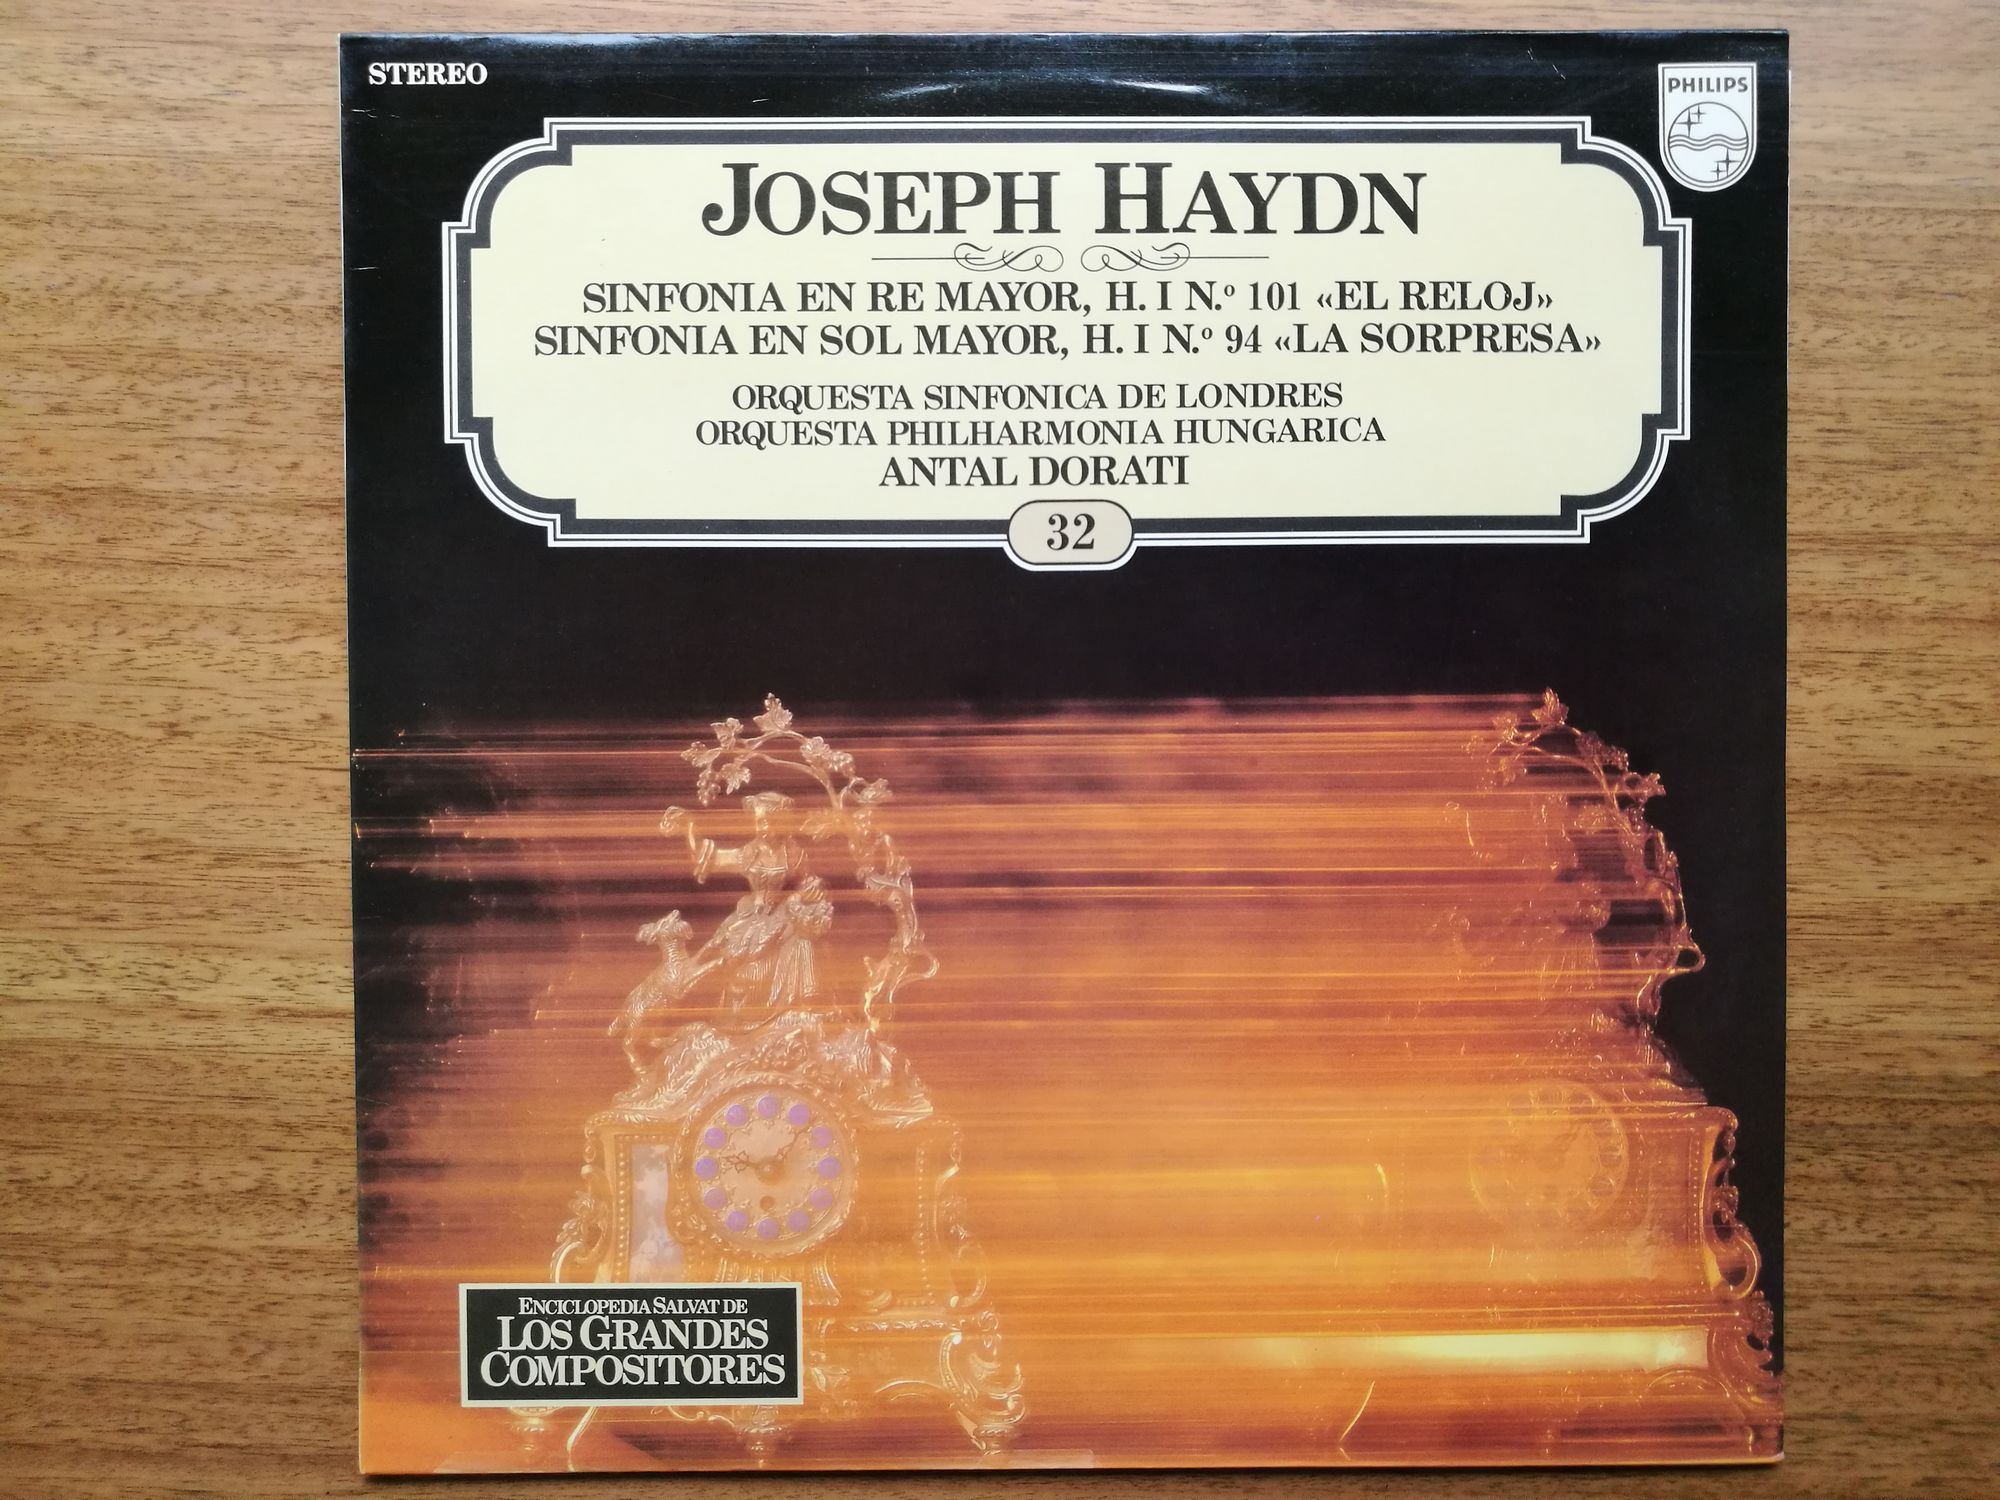 STEREO
PHILIPS
JOSEPH HAYDN
SINFONIA EN RE MAYOR, H. I N.º 101 «EL RELOJ»
SINFONIA EN SOL MAYOR, H. I N.º 94 «LA SORPRESA»
ORQUESTA SINFONICA DE LONDRES
ORQUESTA PHILHARMONIA HUNGARICA
ANTAL DORATI
32
ENCICLOPEDIA SALVAT DE
LOS GRANDES
COMPOSITORES